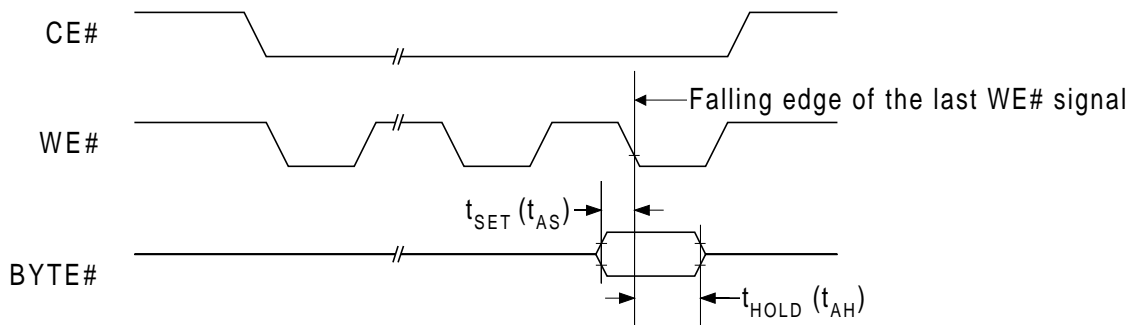 CE#
Falling edge of the last WE# signal
WE#
tSET (tAS)
BYTE#
tHOLD (tAH)